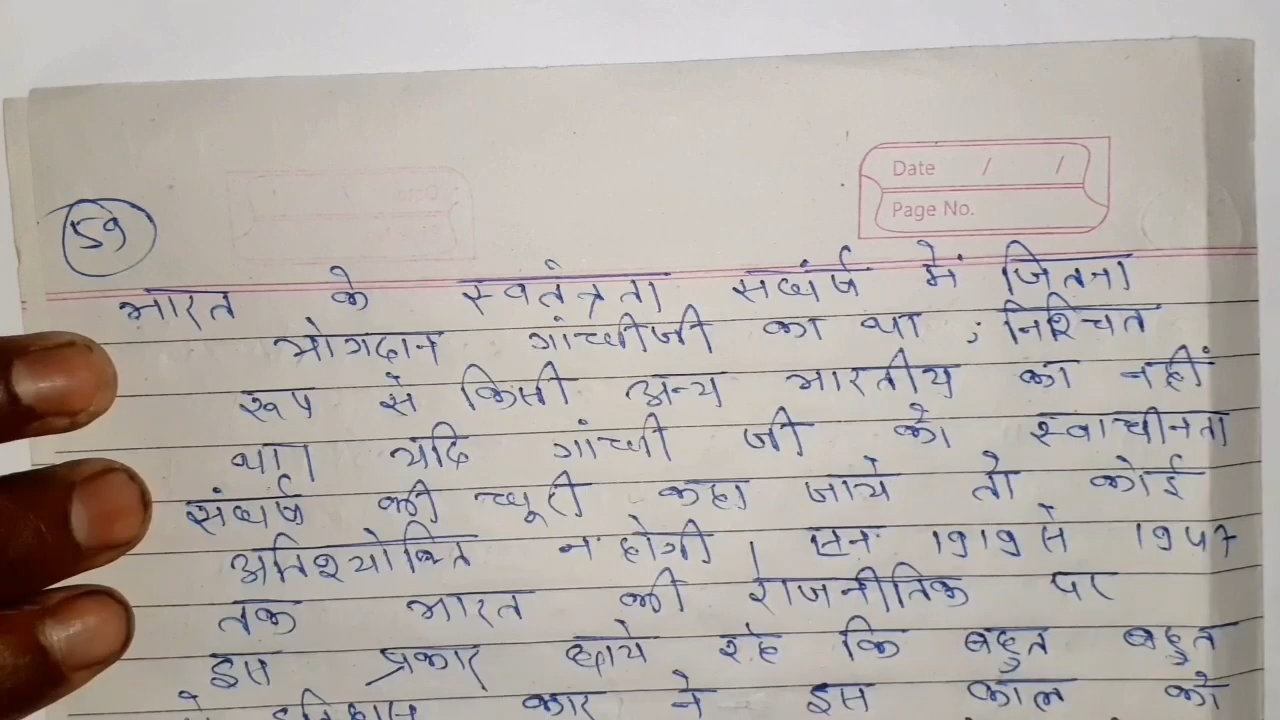 Date / /
Page No.
59
भारत के स्वतंत्रता संघर्ष में जितना
योगदान गांधीजी का था ; निश्चित
रूप से किसी अन्य भारतीय का नहीं
था। यदि गांधी जी को स्वाधीनता
संघर्ष की ध्यूरी कहा जाये तो कोई
अतिश्योक्ति न होगी । सन 1919 से 1947
तक भारत की राजनीतिक पर
इस प्रकार छाये रहे कि बहुत बहुत
कार ने इस काल को